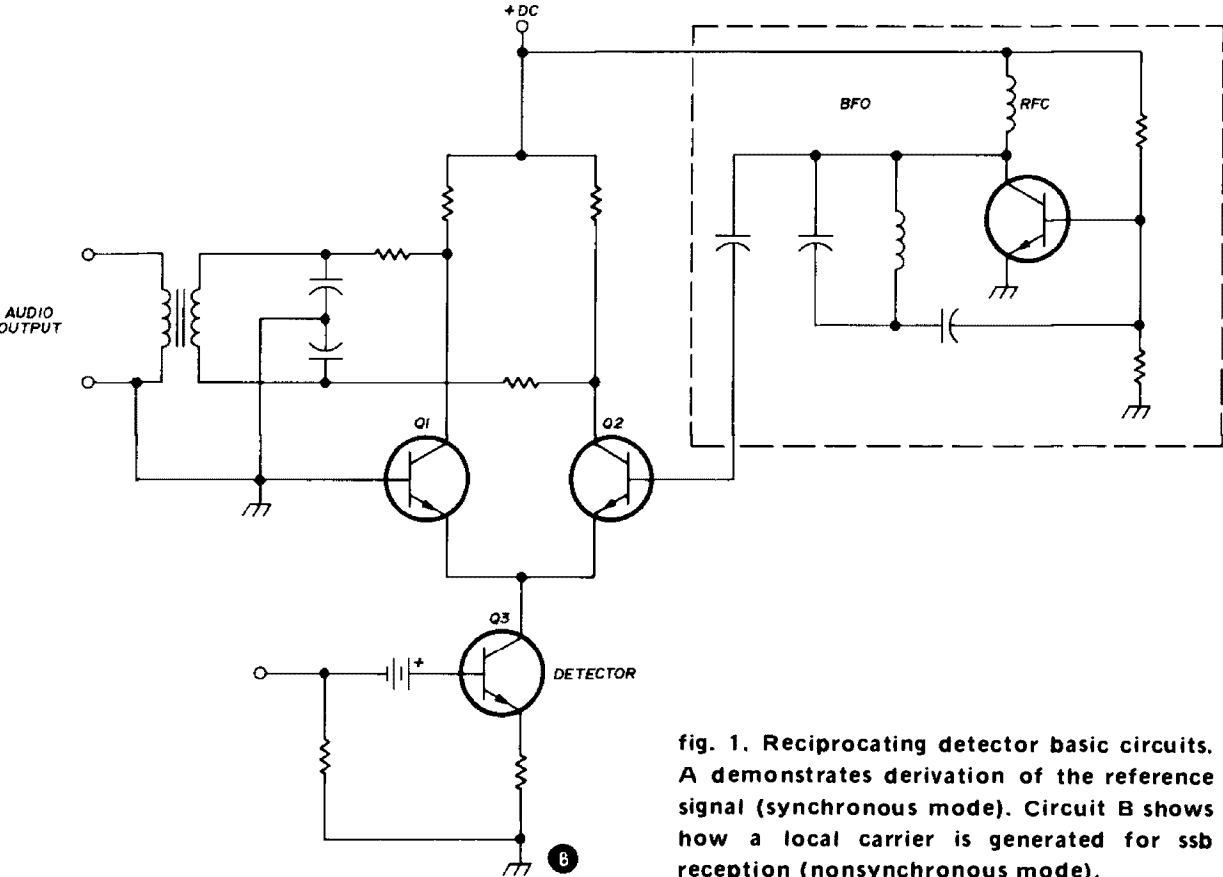 +DC
BFO
RFC
AUDIO
OUTPUT
Q1
Q2
Q3
DETECTOR
B
fig. 1. Reciprocating detector basic circuits.
A demonstrates derivation of the reference
signal (synchronous mode). Circuit B shows
how a local carrier is generated for ssb
reception (nonsynchronous mode).